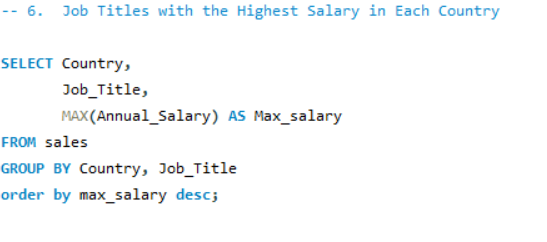 -- 6.  Job Titles with the Highest Salary in Each Country
SELECT Country,
Job_Title,
MAX(Annual_Salary) AS Max_salary
FROM sales
GROUP BY Country, Job_Title
order by max_salary desc;